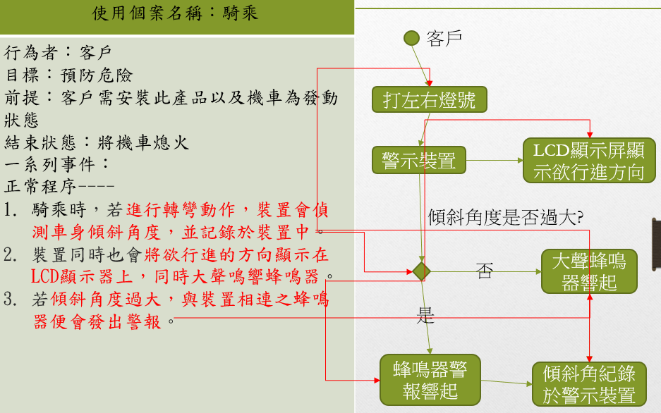 使用個案名稱：騎乘
行為者：客戶
目標：預防危險
前提：客戶需安裝此產品以及機車為發動
狀態
結束狀態：將機車熄火
一系列事件：
正常程序----
1. 騎乘時，若進行轉彎動作，裝置會偵
測車身傾斜角度，並記錄於裝置中。
2. 裝置同時也會將欲行進的方向顯示在
LCD顯示器上，同時大聲鳴響蜂鳴器。
3. 若傾斜角度過大，與裝置相連之蜂鳴
器便會發出警報。
客戶
打左右燈號
警示裝置
LCD顯示屏顯
示欲行進方向
傾斜角度是否過大?
否
大聲蜂鳴
器響起
是
蜂鳴器警
報響起
傾斜角紀錄
於警示裝置